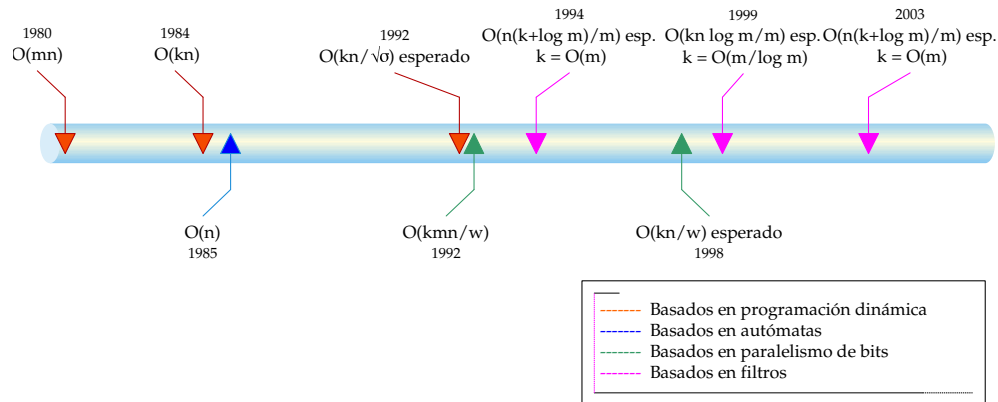 1980
O(mn)
1984
O(kn)
1992
O(kn/√σ) esperado
1994
O(n(k+log m)/m) esp.
k = O(m)
1999
O(kn log m/m) esp.
k = O(m/log m)
2003
O(n(k+log m)/m) esp.
k = O(m)
O(n)
1985
O(kmn/w)
1992
O(kn/w) esperado
1998
Basados en programación dinámica
Basados en autómatas
Basados en paralelismo de bits
Basados en filtros